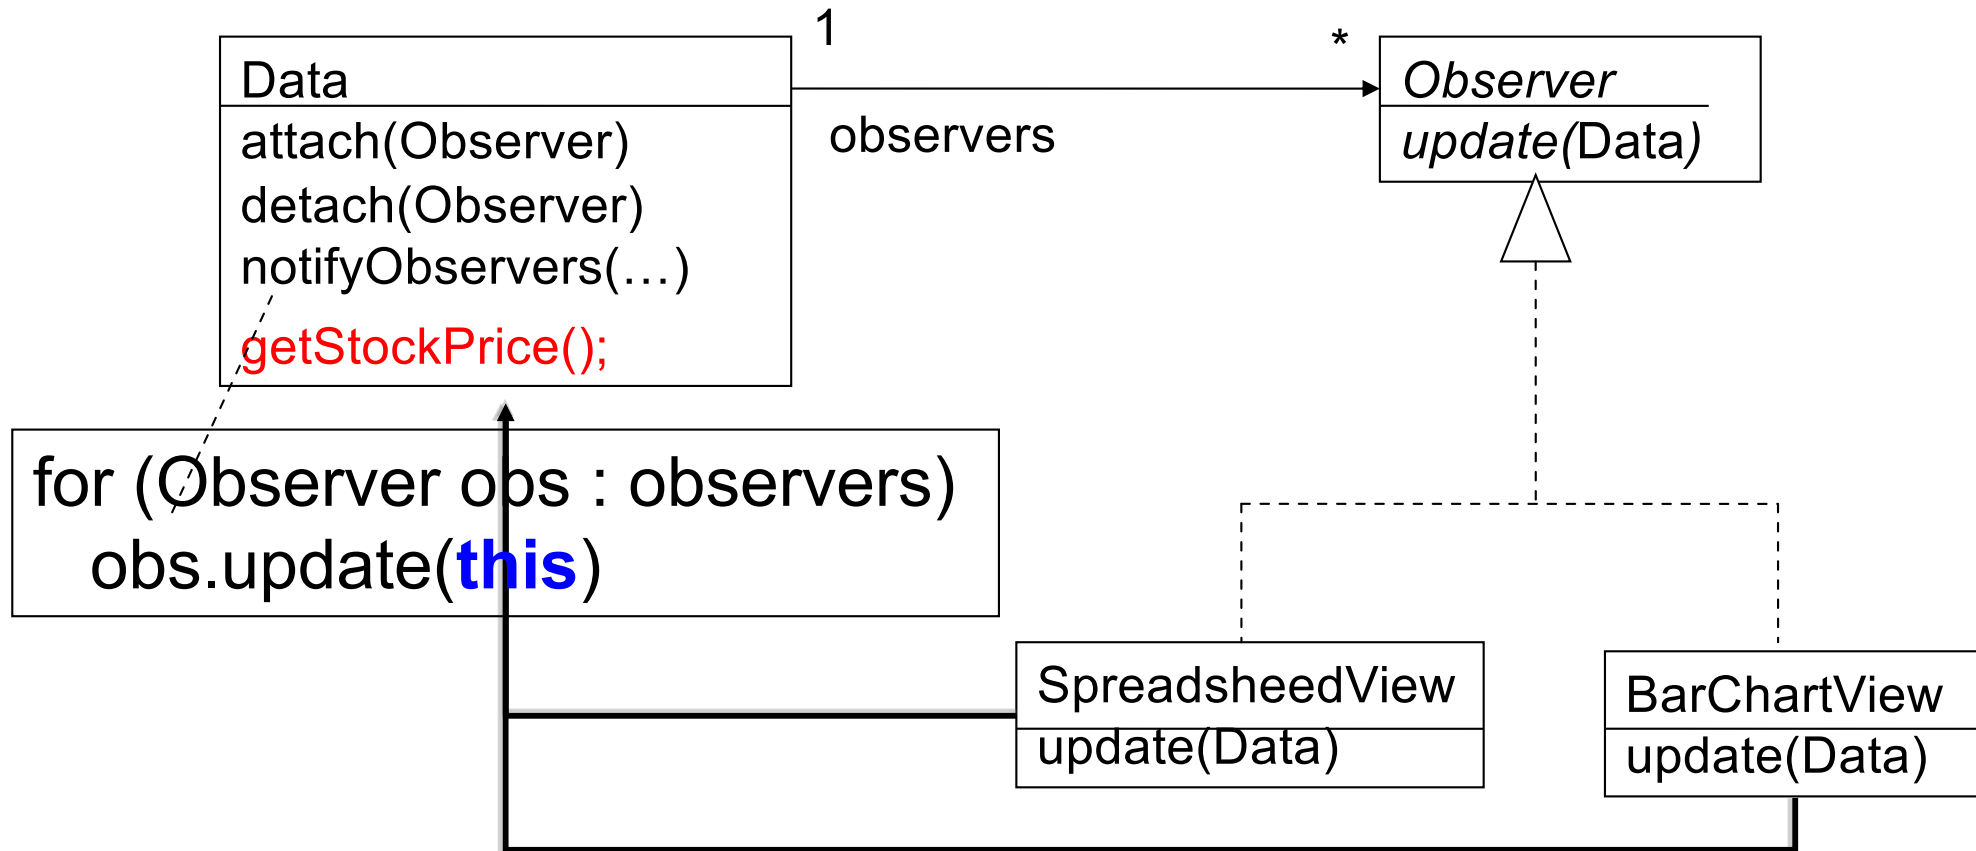 Data
attach(Observer)
detach(Observer)
notifyObservers(…)
getStockPrice();
1
*
observers
Observer
update(Data)
for (Observer obs : observers)
obs.update(this)
SpreadsheedView
update(Data)
BarChartView
update(Data)